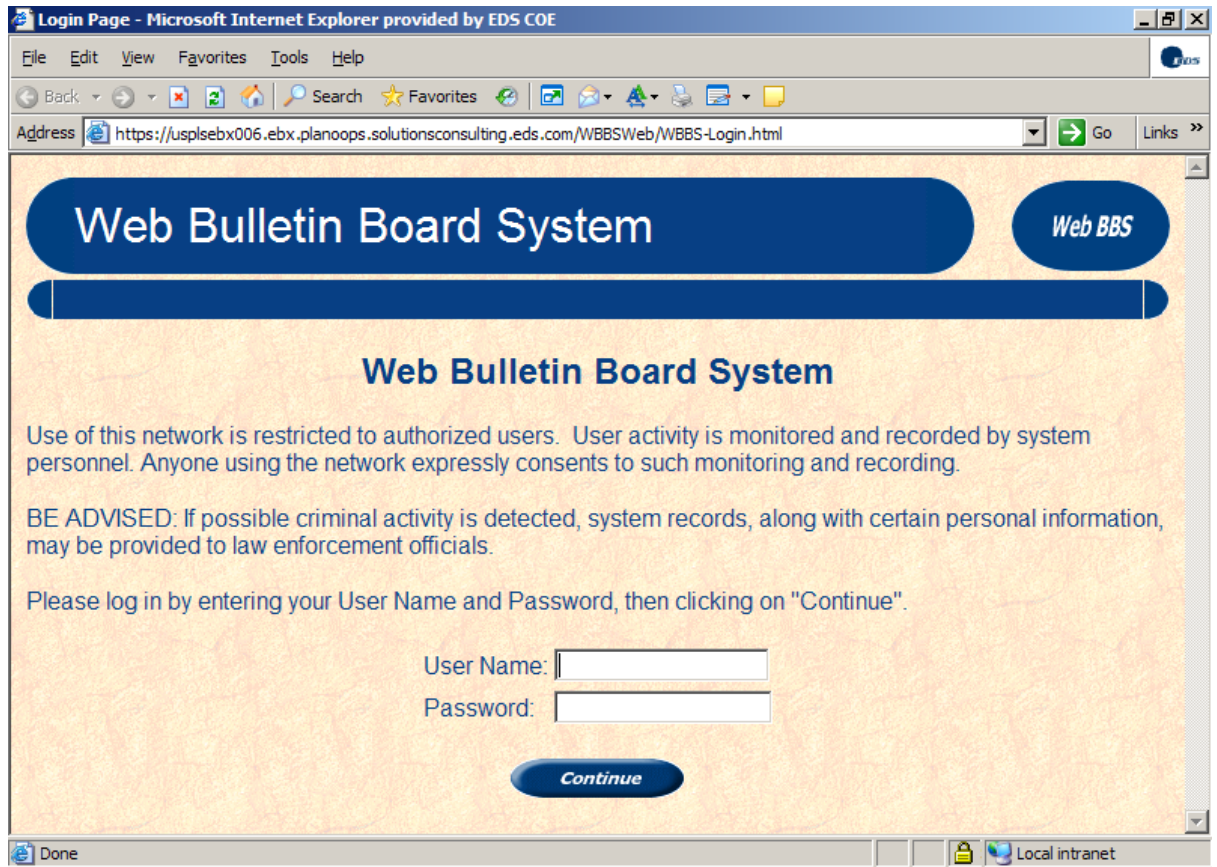 Login Page - Microsoft Internet Explorer provided by EDS COE
File Edit View Favorites Tools Help
EDS
Back Search Favorites
Address https://usplsebx006.ebx.planoops.solutionsconsulting.eds.com/WBBSWeb/WBBS-Login.html Go Links »
Web Bulletin Board System
Web BBS
Web Bulletin Board System
Use of this network is restricted to authorized users. User activity is monitored and recorded by system
personnel. Anyone using the network expressly consents to such monitoring and recording.
BE ADVISED: If possible criminal activity is detected, system records, along with certain personal information,
may be provided to law enforcement officials.
Please log in by entering your User Name and Password, then clicking on "Continue".
User Name:
Password:
Continue
Done Local intranet